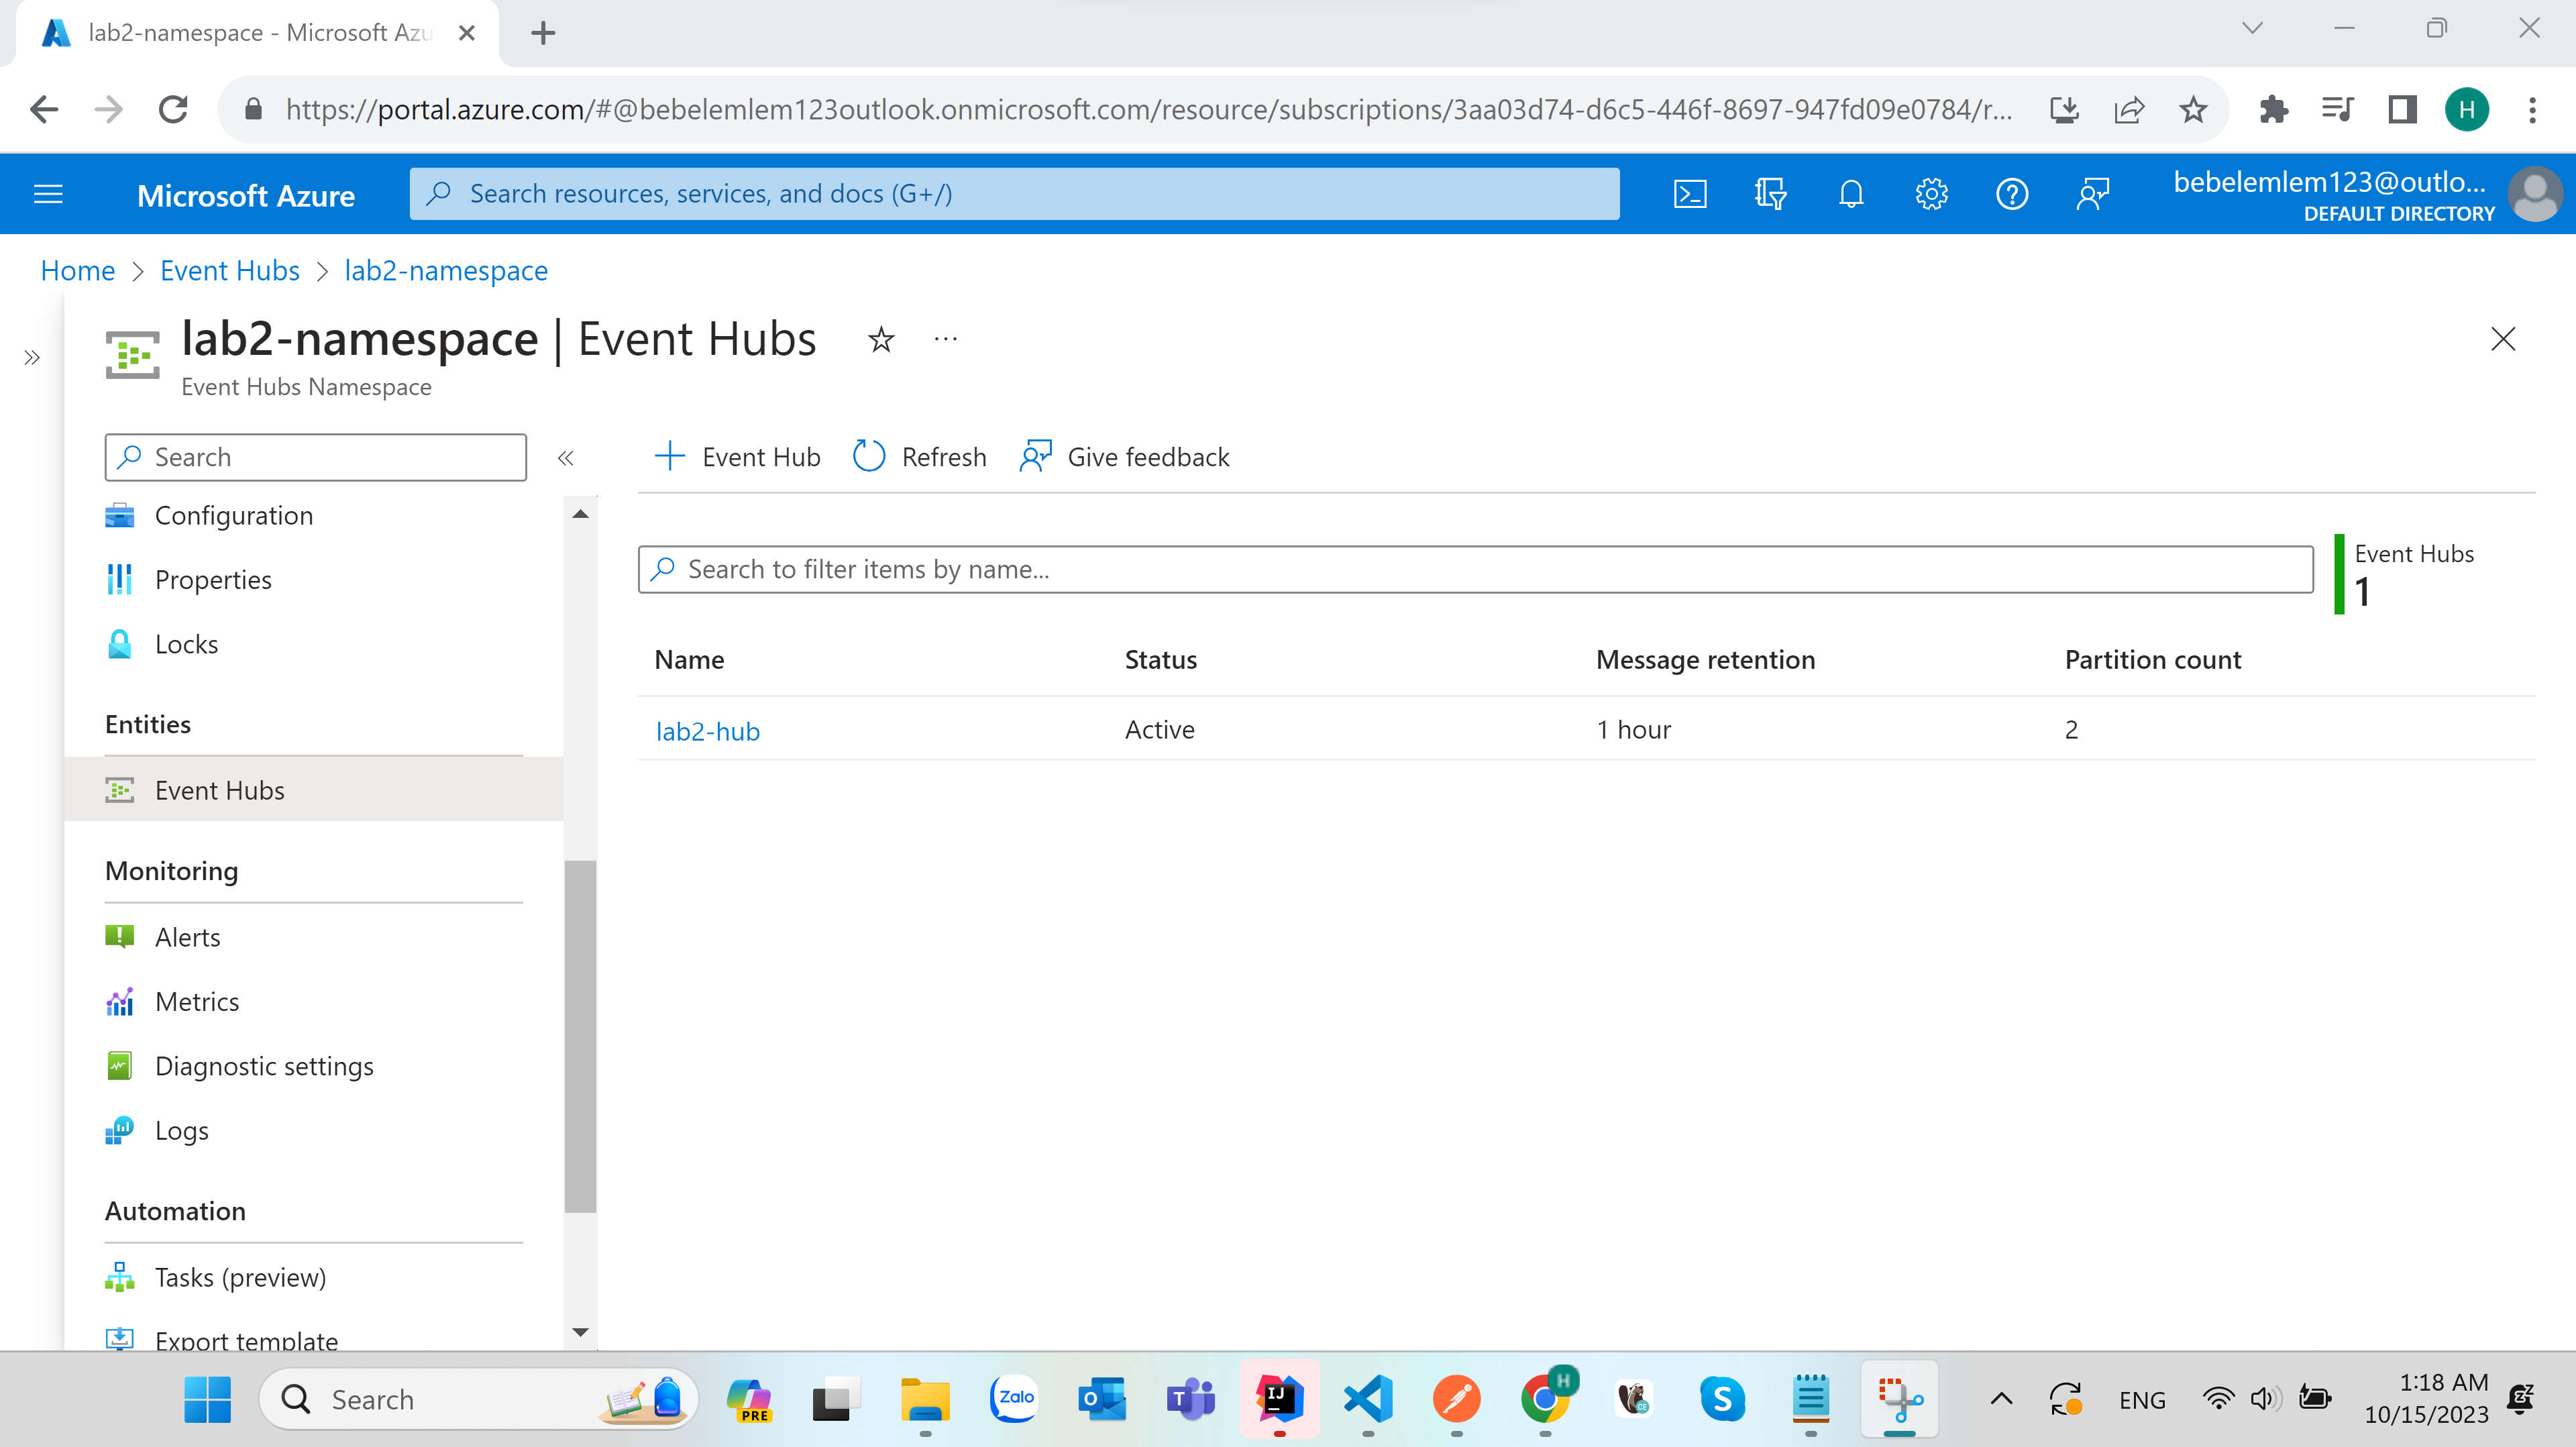 lab2-namespace - Microsoft Azu
https://portal.azure.com/#@bebelemlem123outlook.onmicrosoft.com/resource/subscriptions/3aa03d74-d6c5-446f-8697-947fd09e0784/r...
H
Microsoft Azure
Search resources, services, and docs (G+/)
bebelemlem123@outlo...
DEFAULT DIRECTORY
Home > Event Hubs > lab2-namespace
lab2-namespace | Event Hubs
Event Hubs Namespace
Search
Event Hub
Refresh
Give feedback
Configuration
Properties
Locks
Entities
Event Hubs
Monitoring
Alerts
Metrics
Diagnostic settings
Logs
Automation
Tasks (preview)
Export template
Search to filter items by name...
Event Hubs
1
Name Status Message retention Partition count
lab2-hub Active 1 hour 2
Search
PRE
Zalo
O
T
IJ
H
CE
S
ENG
1:18 AM
10/15/2023